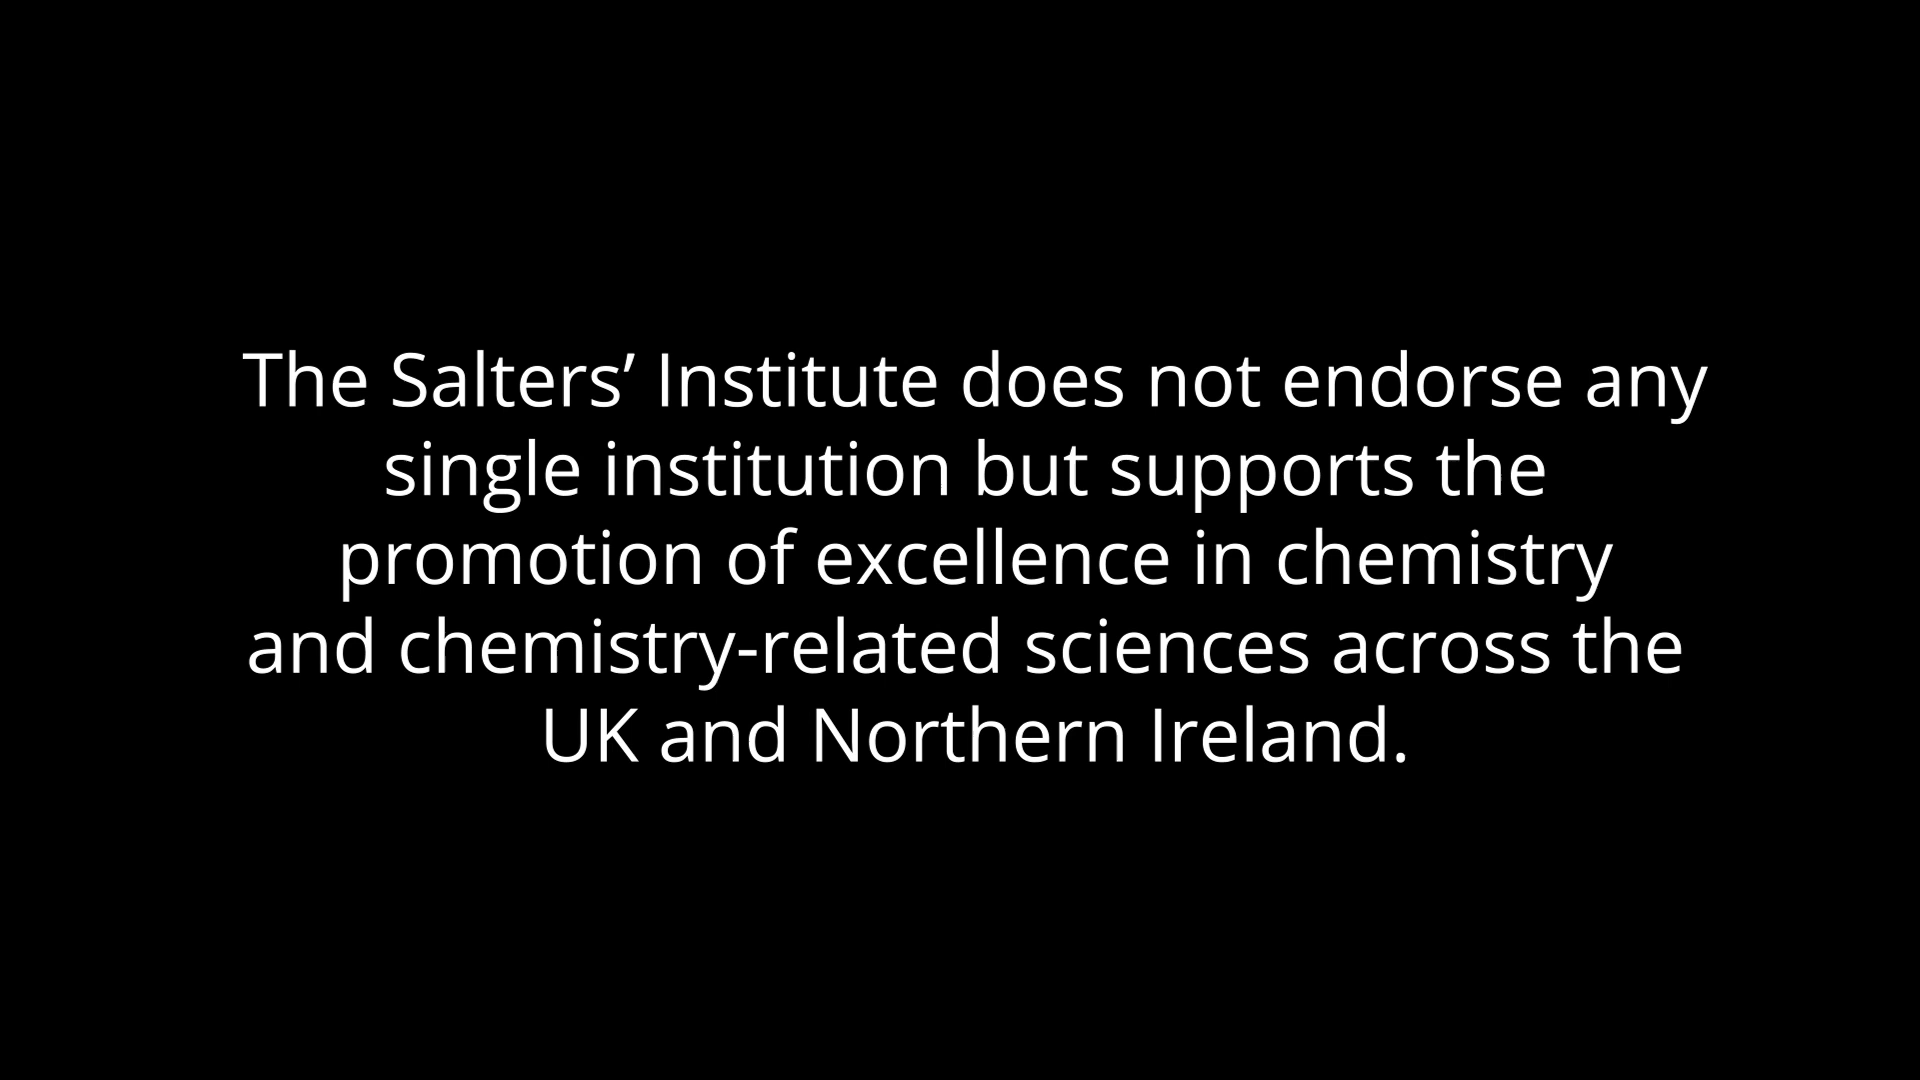 The Salters’ Institute does not endorse any
single institution but supports the
promotion of excellence in chemistry
and chemistry-related sciences across the
UK and Northern Ireland.